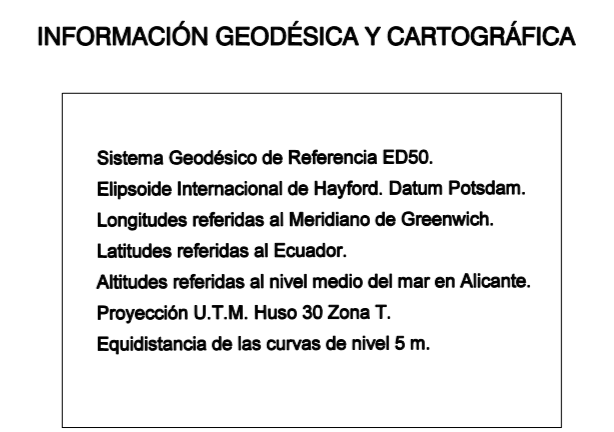 INFORMACIÓN GEODÉSICA Y CARTOGRÁFICA
Sistema Geodésico de Referencia ED50.
Elipsoide Internacional de Hayford. Datum Potsdam.
Longitudes referidas al Meridiano de Greenwich.
Latitudes referidas al Ecuador.
Altitudes referidas al nivel medio del mar en Alicante.
Proyección U.T.M. Huso 30 Zona T.
Equidistancia de las curvas de nivel 5 m.